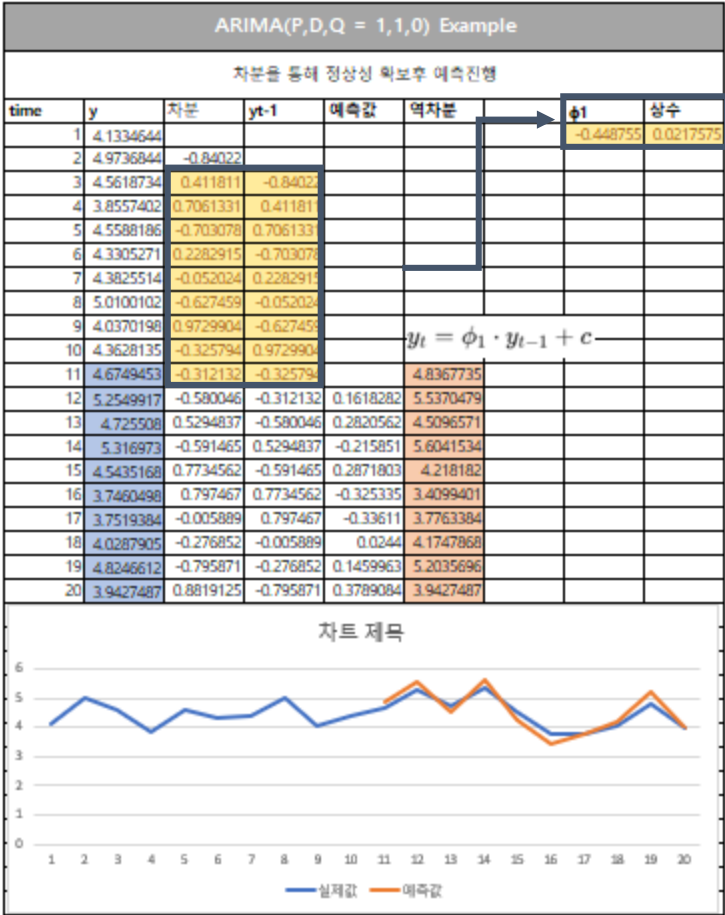 ARIMA(P,D,Q = 1,1,0) Example
차분을 통해 정상성 확보후 예측진행
time y 차분 yt-1 예측값 역차분 ϕ1 상수
1 4.1334644 -0.448755 0.0217575
2 4.9736844 -0.84022
3 4.5618734 0.411811 -0.84022
4 3.8557402 0.7061331 0.411811
5 4.5588186 -0.703078 0.7061331
6 4.3305271 0.2282915 -0.703078
7 4.3825514 -0.052024 0.2282915
8 5.0100102 -0.627459 -0.052024
9 4.0370198 0.9729904 -0.627459
yt = ϕ1 · yt−1 + c
10 4.3628135 -0.325794 0.9729904
11 4.6749453 -0.312132 -0.325794 4.8367735
12 5.2549917 -0.580046 -0.312132 0.1618282 5.5370479
13 4.725508 0.5294837 -0.580046 0.2820562 4.5096571
14 5.316973 -0.591465 0.5294837 -0.215851 5.6041534
15 4.5435168 0.7734562 -0.591465 0.2871803 4.218182
16 3.7460498 0.797467 0.7734562 -0.325335 3.4099401
17 3.7519384 -0.005889 0.797467 -0.33611 3.7763384
18 4.0287905 -0.276852 -0.005889 0.0244 4.1747868
19 4.8246612 -0.795871 -0.276852 0.1459963 5.2035696
20 3.9427487 0.8819125 -0.795871 0.3789084 3.9427487
차트 제목
6
5
4
3
2
1
0
1 2 3 4 5 6 7 8 9 10 11 12 13 14 15 16 17 18 19 20
실제값 예측값